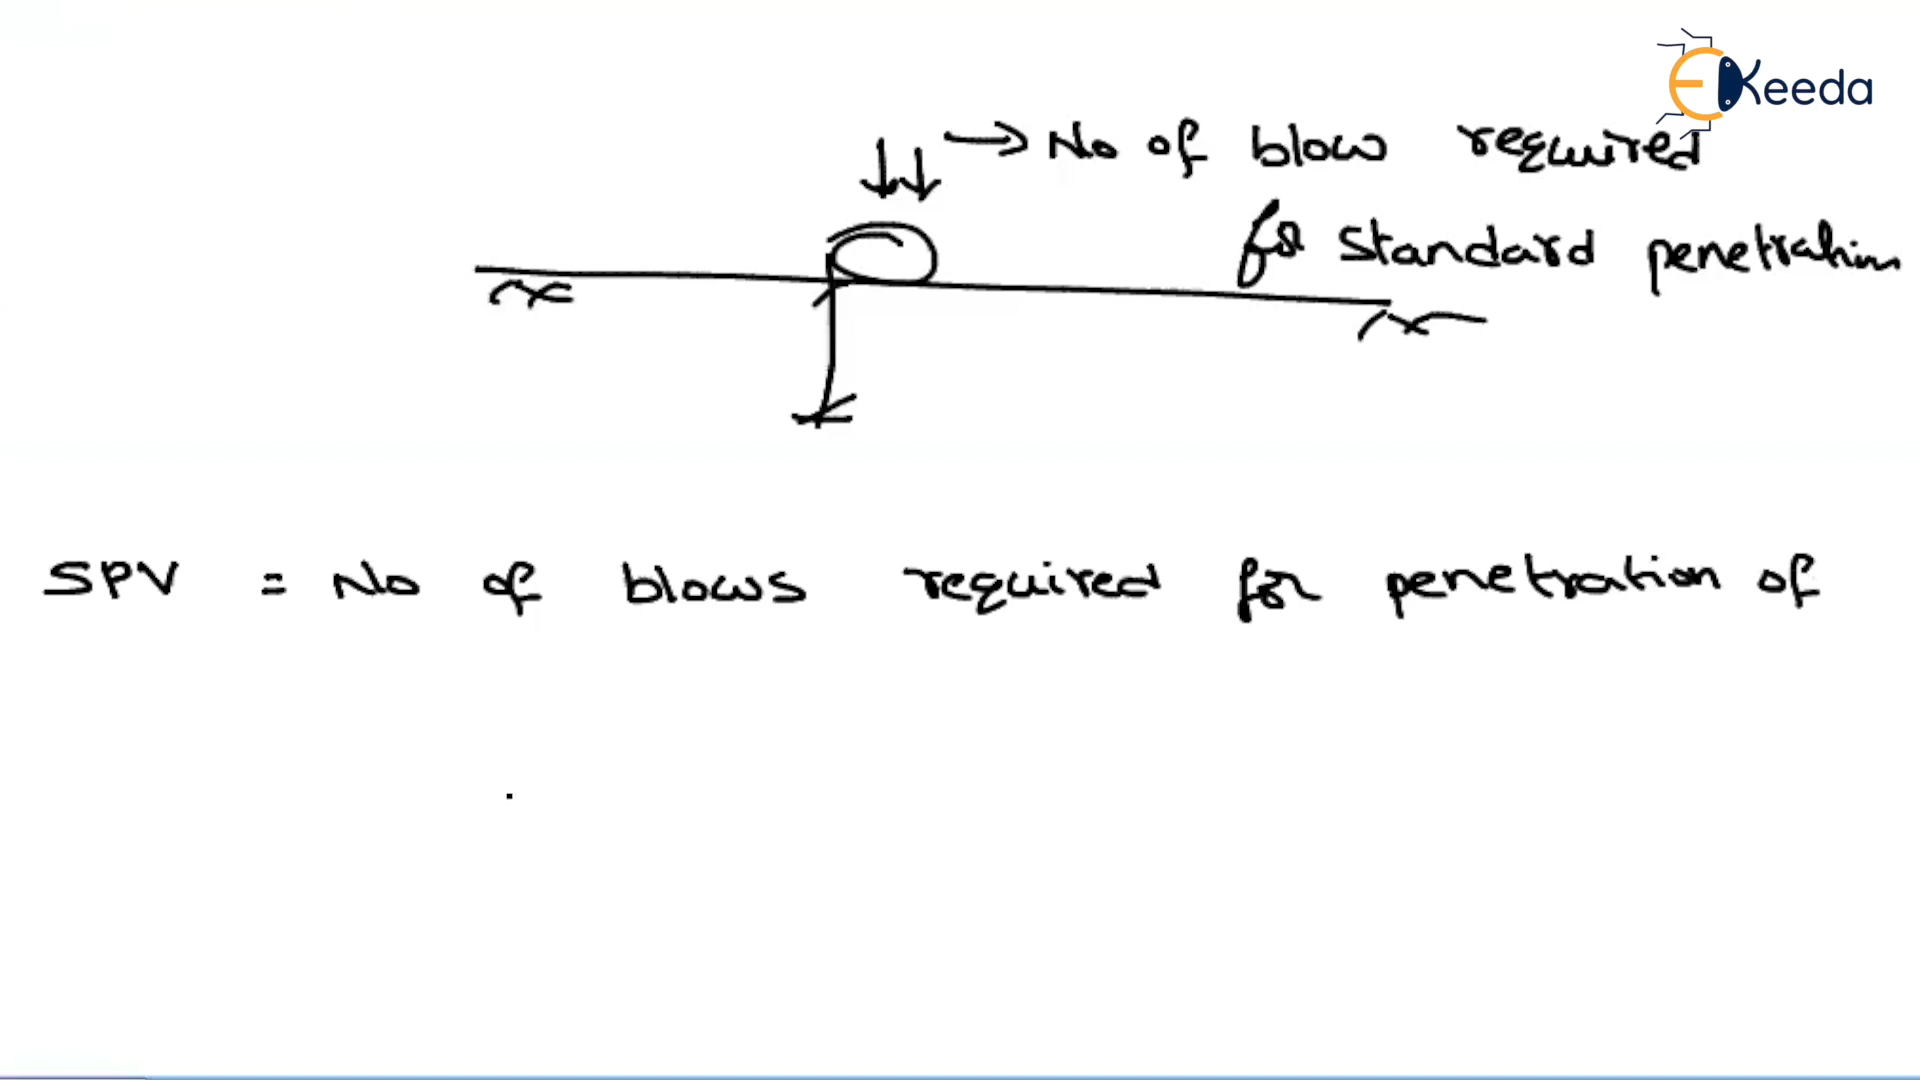 EKeeda
→ No of blow required
for standard penetration
SPV = No of blows required for penetration of